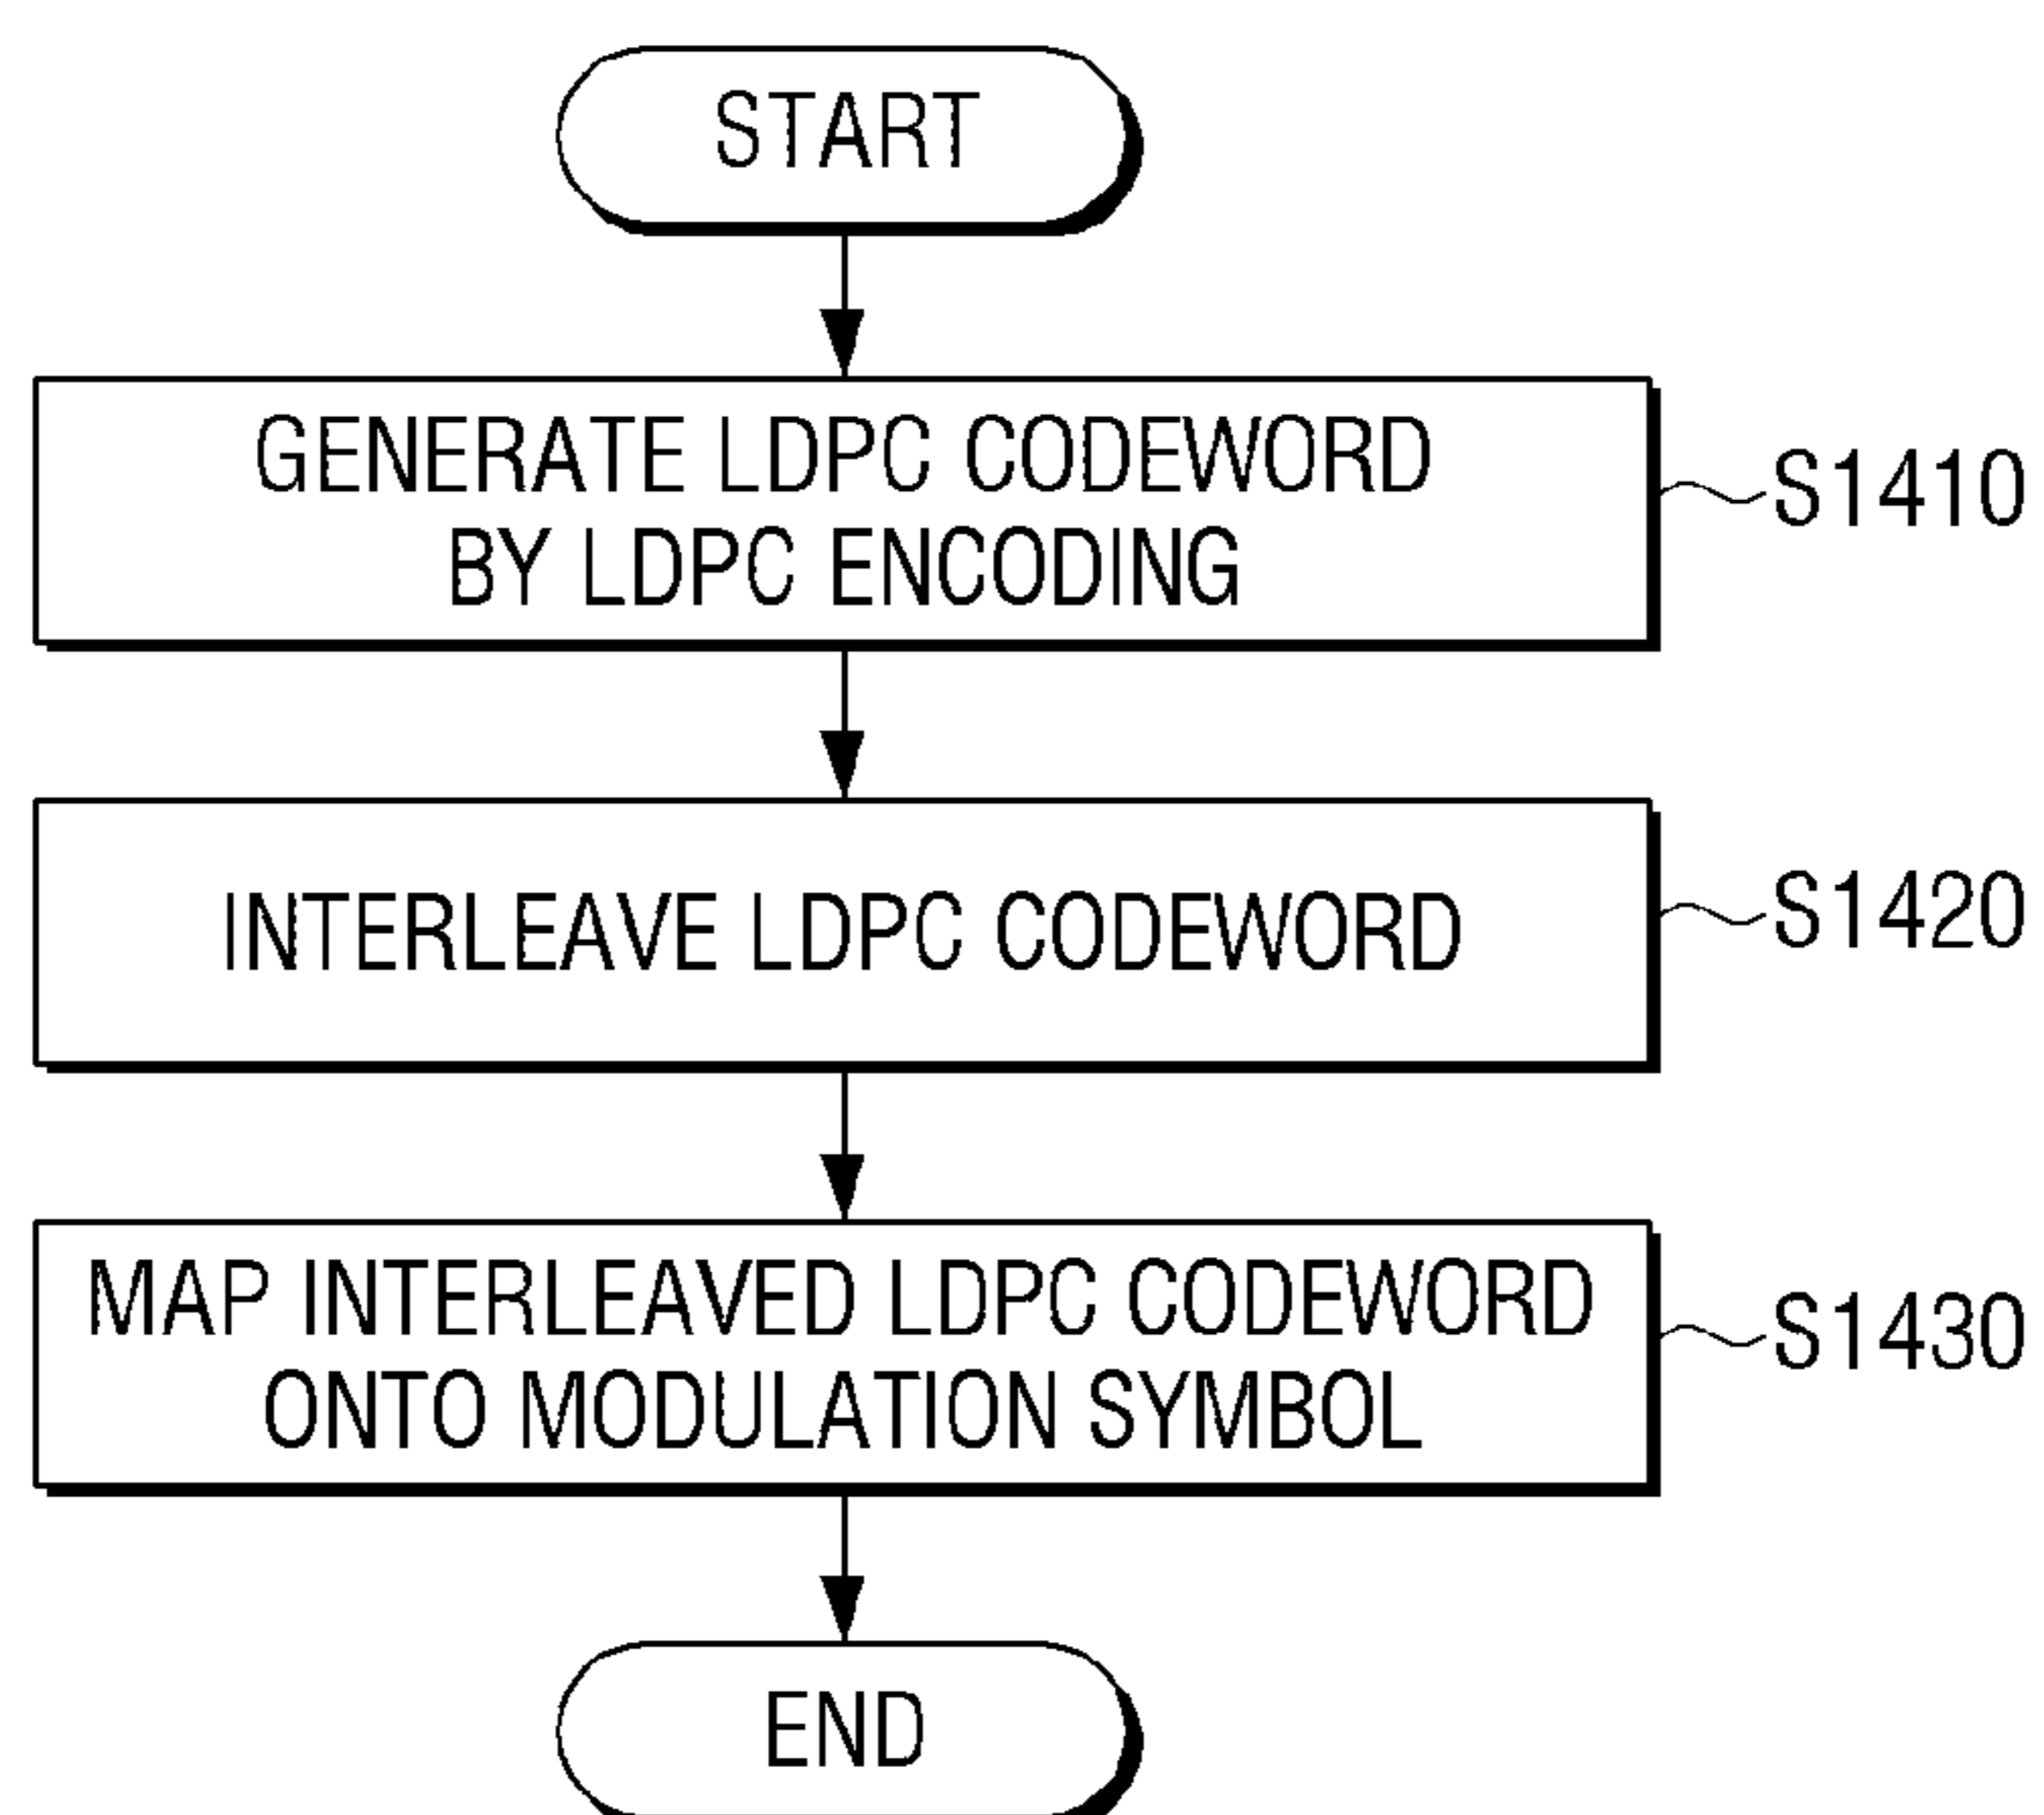 START
GENERATE LDPC CODEWORD
BY LDPC ENCODING
S1410
INTERLEAVE LDPC CODEWORD
S1420
MAP INTERLEAVED LDPC CODEWORD
ONTO MODULATION SYMBOL
S1430
END